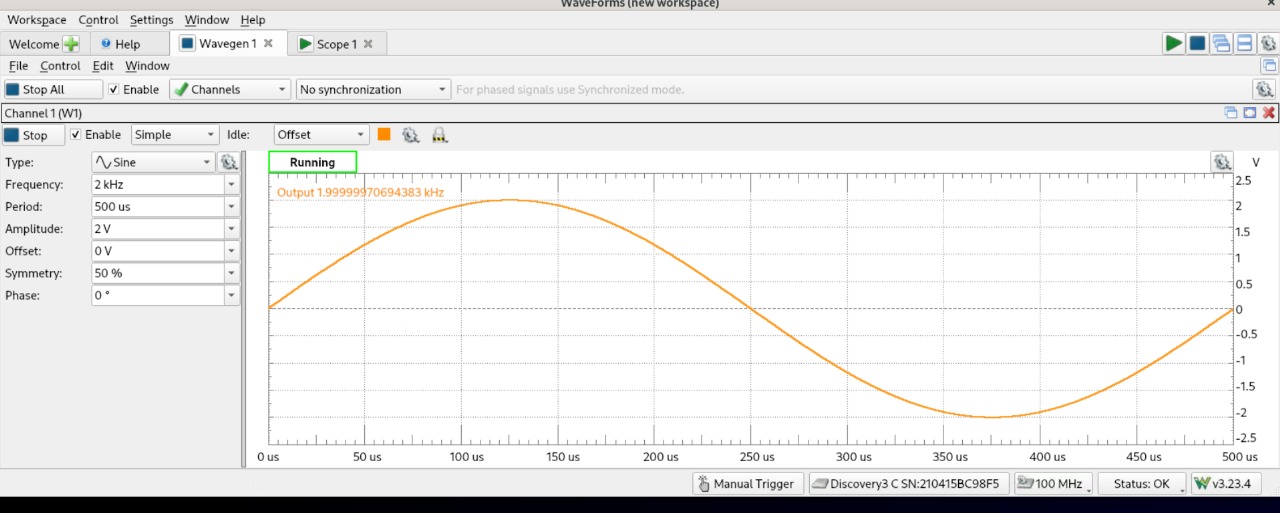 WaveForms (new workspace)
Workspace Control Settings Window Help
Welcome Help Wavegen 1 Scope 1
File Control Edit Window
Stop All Enable Channels No synchronization For phased signals use Synchronized mode.
Channel 1 (W1)
Stop Enable Simple Idle: Offset
Type: Sine
Running
V
Frequency: 2 kHz
Period: 500 us
Amplitude: 2 V
Offset: 0 V
Symmetry: 50 %
Phase: 0 °
Output 1.99999970694383 kHz
2.5
2
1.5
1
0.5
0
-0.5
-1
-1.5
-2
-2.5
0 us 50 us 100 us 150 us 200 us 250 us 300 us 350 us 400 us 450 us 500 us
Manual Trigger Discovery3 C SN:210415BC98F5 100 MHz Status: OK v3.23.4